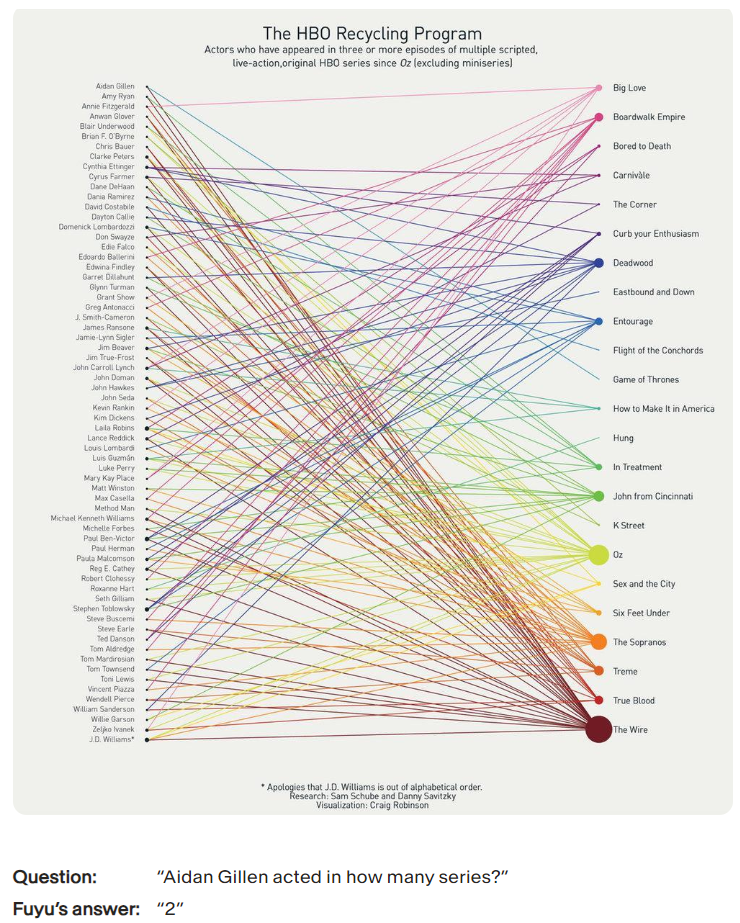 The HBO Recycling Program
Actors who have appeared in three or more episodes of multiple scripted,
live-action,original HBO series since Oz (excluding miniseries)
Aidan Gillen
Amy Ryan
Annie Fitzgerald
Anwan Glover
Blair Underwood
Brian F. O'Byrne
Chris Bauer
Clarke Peters
Cynthia Ettinger
Cyrus Farmer
Dane DeHaan
Dania Ramirez
David Costabile
Dayton Callie
Domenick Lombardozzi
Don Swayze
Edie Falco
Edoardo Ballerini
Edwina Findley
Garret Dillahunt
Glynn Turman
Grant Show
Greg Antonacci
J. Smith-Cameron
James Ransone
Jamie-Lynn Sigler
Jim Beaver
Jim True-Frost
John Carroll Lynch
John Doman
John Hawkes
John Seda
Kevin Rankin
Kim Dickens
Laila Robins
Lance Reddick
Louis Lombardi
Luis Guzmán
Luke Perry
Mary Kay Place
Matt Winston
Max Casella
Method Man
Michael Kenneth Williams
Michelle Forbes
Paul Ben-Victor
Paul Herman
Paula Malcomson
Reg E. Cathey
Robert Clohessy
Roxanne Hart
Seth Gilliam
Stephen Toblowsky
Steve Buscemi
Steve Earle
Ted Danson
Tom Aldredge
Tom Mardirosian
Tom Townsend
Toni Lewis
Vincent Piazza
Wendell Pierce
William Sanderson
Willie Garson
Zeljko Ivanek
J.D. Williams*
Big Love
Boardwalk Empire
Bored to Death
Carnivàle
The Corner
Curb your Enthusiasm
Deadwood
Eastbound and Down
Entourage
Flight of the Conchords
Game of Thrones
How to Make It in America
Hung
In Treatment
John from Cincinnati
K Street
Oz
Sex and the City
Six Feet Under
The Sopranos
Treme
True Blood
The Wire
* Apologies that J.D. Williams is out of alphabetical order.
Research: Sam Schube and Danny Savitzky
Visualization: Craig Robinson
Question: “Aidan Gillen acted in how many series?”
Fuyu’s answer: “2”